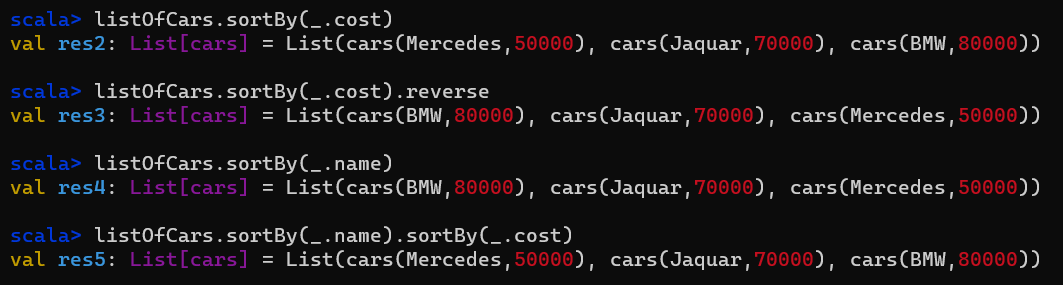 scala> listOfCars.sortBy(_.cost)
val res2: List[cars] = List(cars(Mercedes,50000), cars(Jaquar,70000), cars(BMW,80000))
scala> listOfCars.sortBy(_.cost).reverse
val res3: List[cars] = List(cars(BMW,80000), cars(Jaquar,70000), cars(Mercedes,50000))
scala> listOfCars.sortBy(_.name)
val res4: List[cars] = List(cars(BMW,80000), cars(Jaquar,70000), cars(Mercedes,50000))
scala> listOfCars.sortBy(_.name).sortBy(_.cost)
val res5: List[cars] = List(cars(Mercedes,50000), cars(Jaquar,70000), cars(BMW,80000))